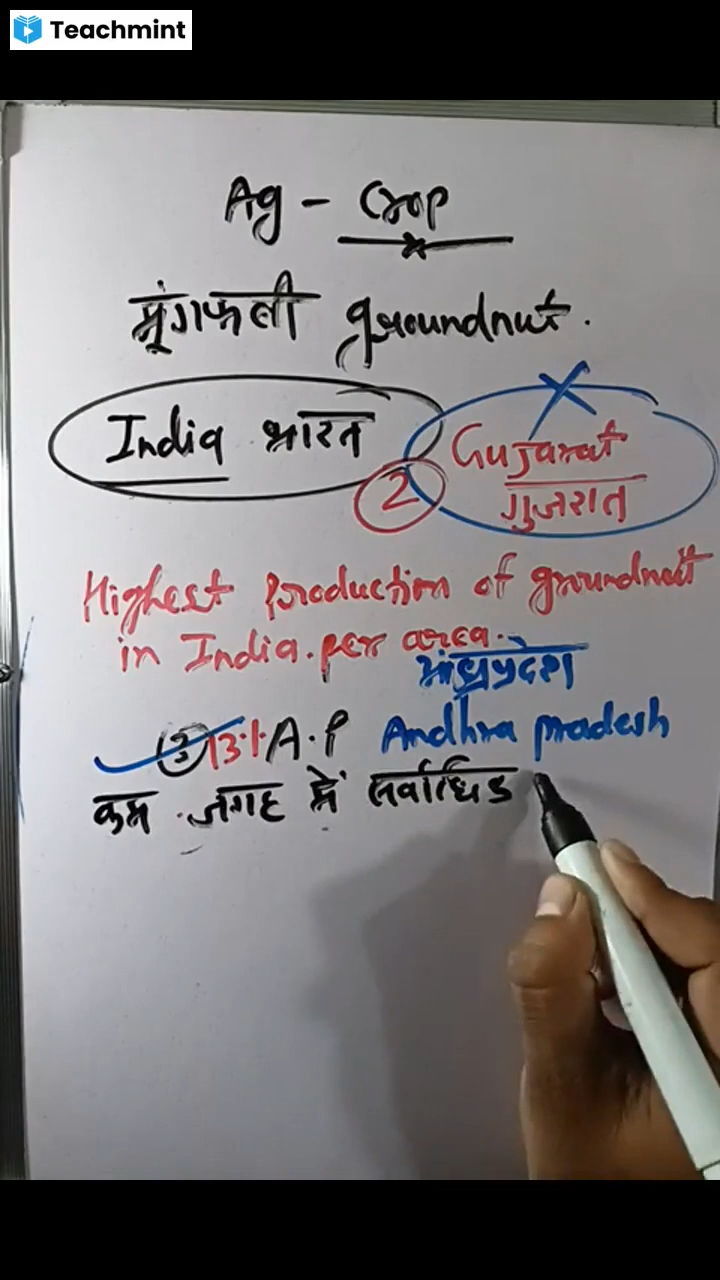 Teachmint
Ag - Crop
मूंगफली groundnut.
India भारत
Gujarat
2
गुजरात
Highest production of groundnut
in India. per area.
आंध्रप्रदेश
3 13% A.P Andhra pradesh
कम जगह में सर्वाधिक